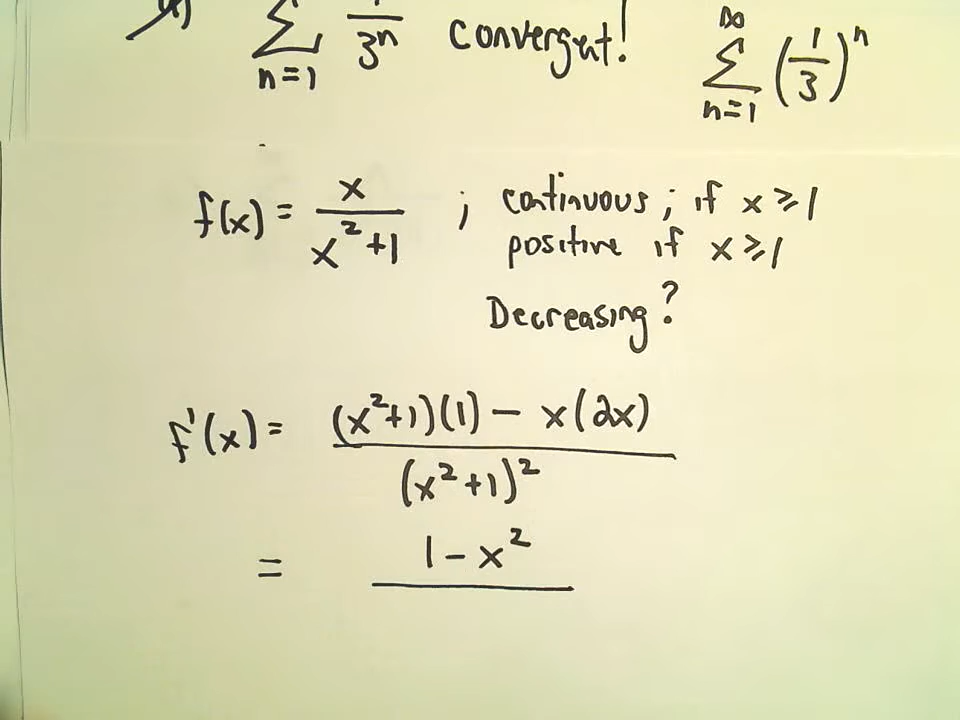 ∑ n=1 1/3ⁿ convergent! ∞ ∑ n=1 (1/3)ⁿ
f(x) = x/(x²+1) ; continuous ; if x ≥ 1
positive if x ≥ 1
Decreasing?
f'(x) = ((x²+1)(1) − x(2x))/(x²+1)²
= 1 − x²